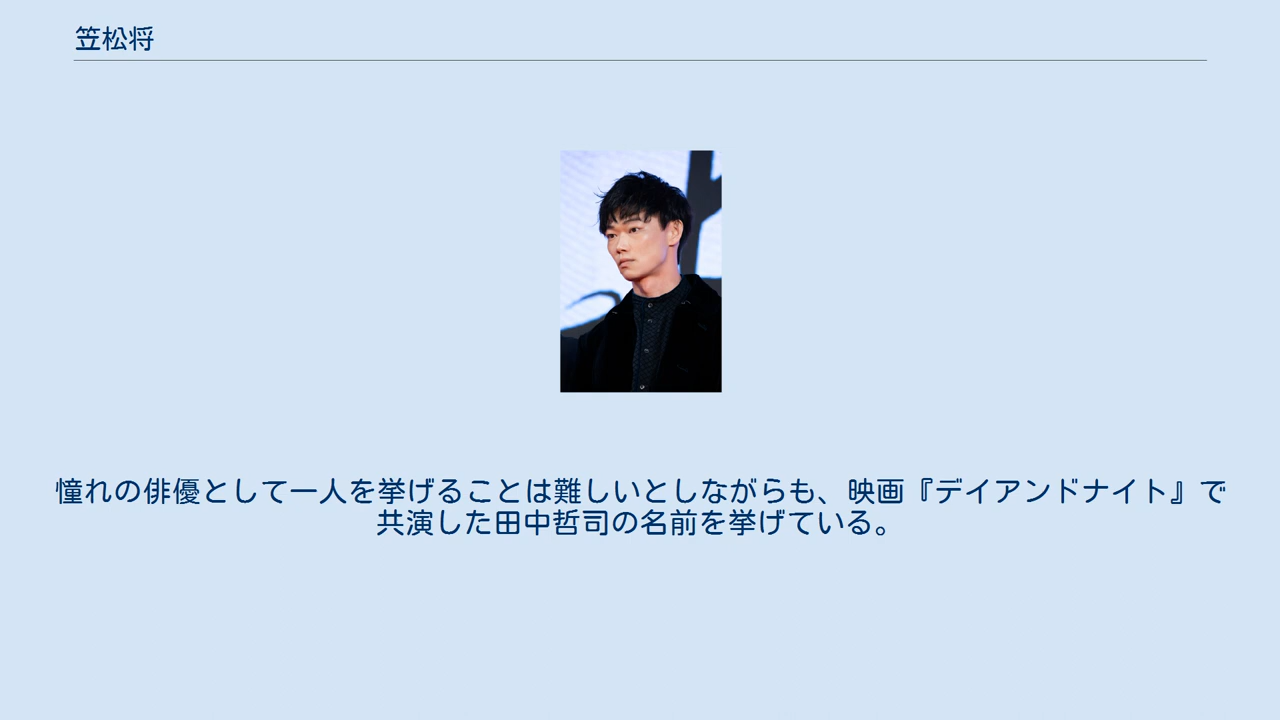 笠松将
憧れの俳優として一人を挙げることは難しいとしながらも、映画『デイアンドナイト』で
共演した田中哲司の名前を挙げている。